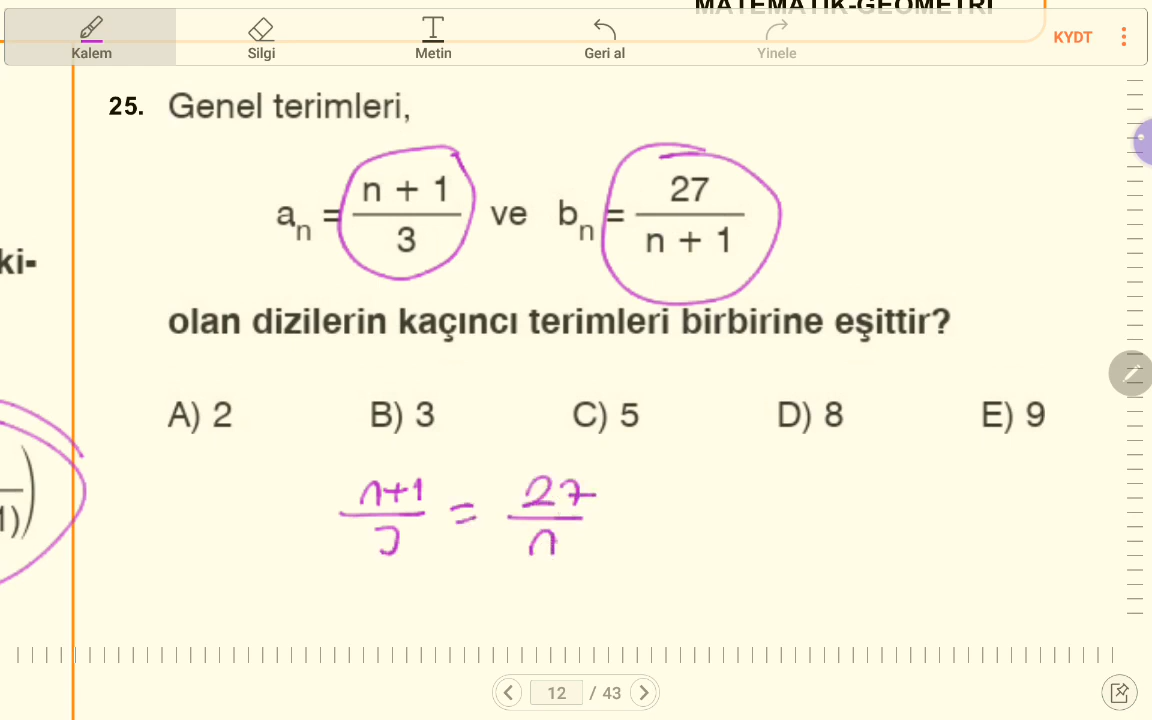 MATEMATİK-GEOMETRİ
Kalem Silgi Metin Geri al Yinele KYDT
25. Genel terimleri,
aₙ = (n + 1)/3 ve bₙ = 27/(n + 1)
ki-
olan dizilerin kaçıncı terimleri birbirine eşittir?
A) 2 B) 3 C) 5 D) 8 E) 9
(n+1)/3 = 27/n
1))
12 / 43